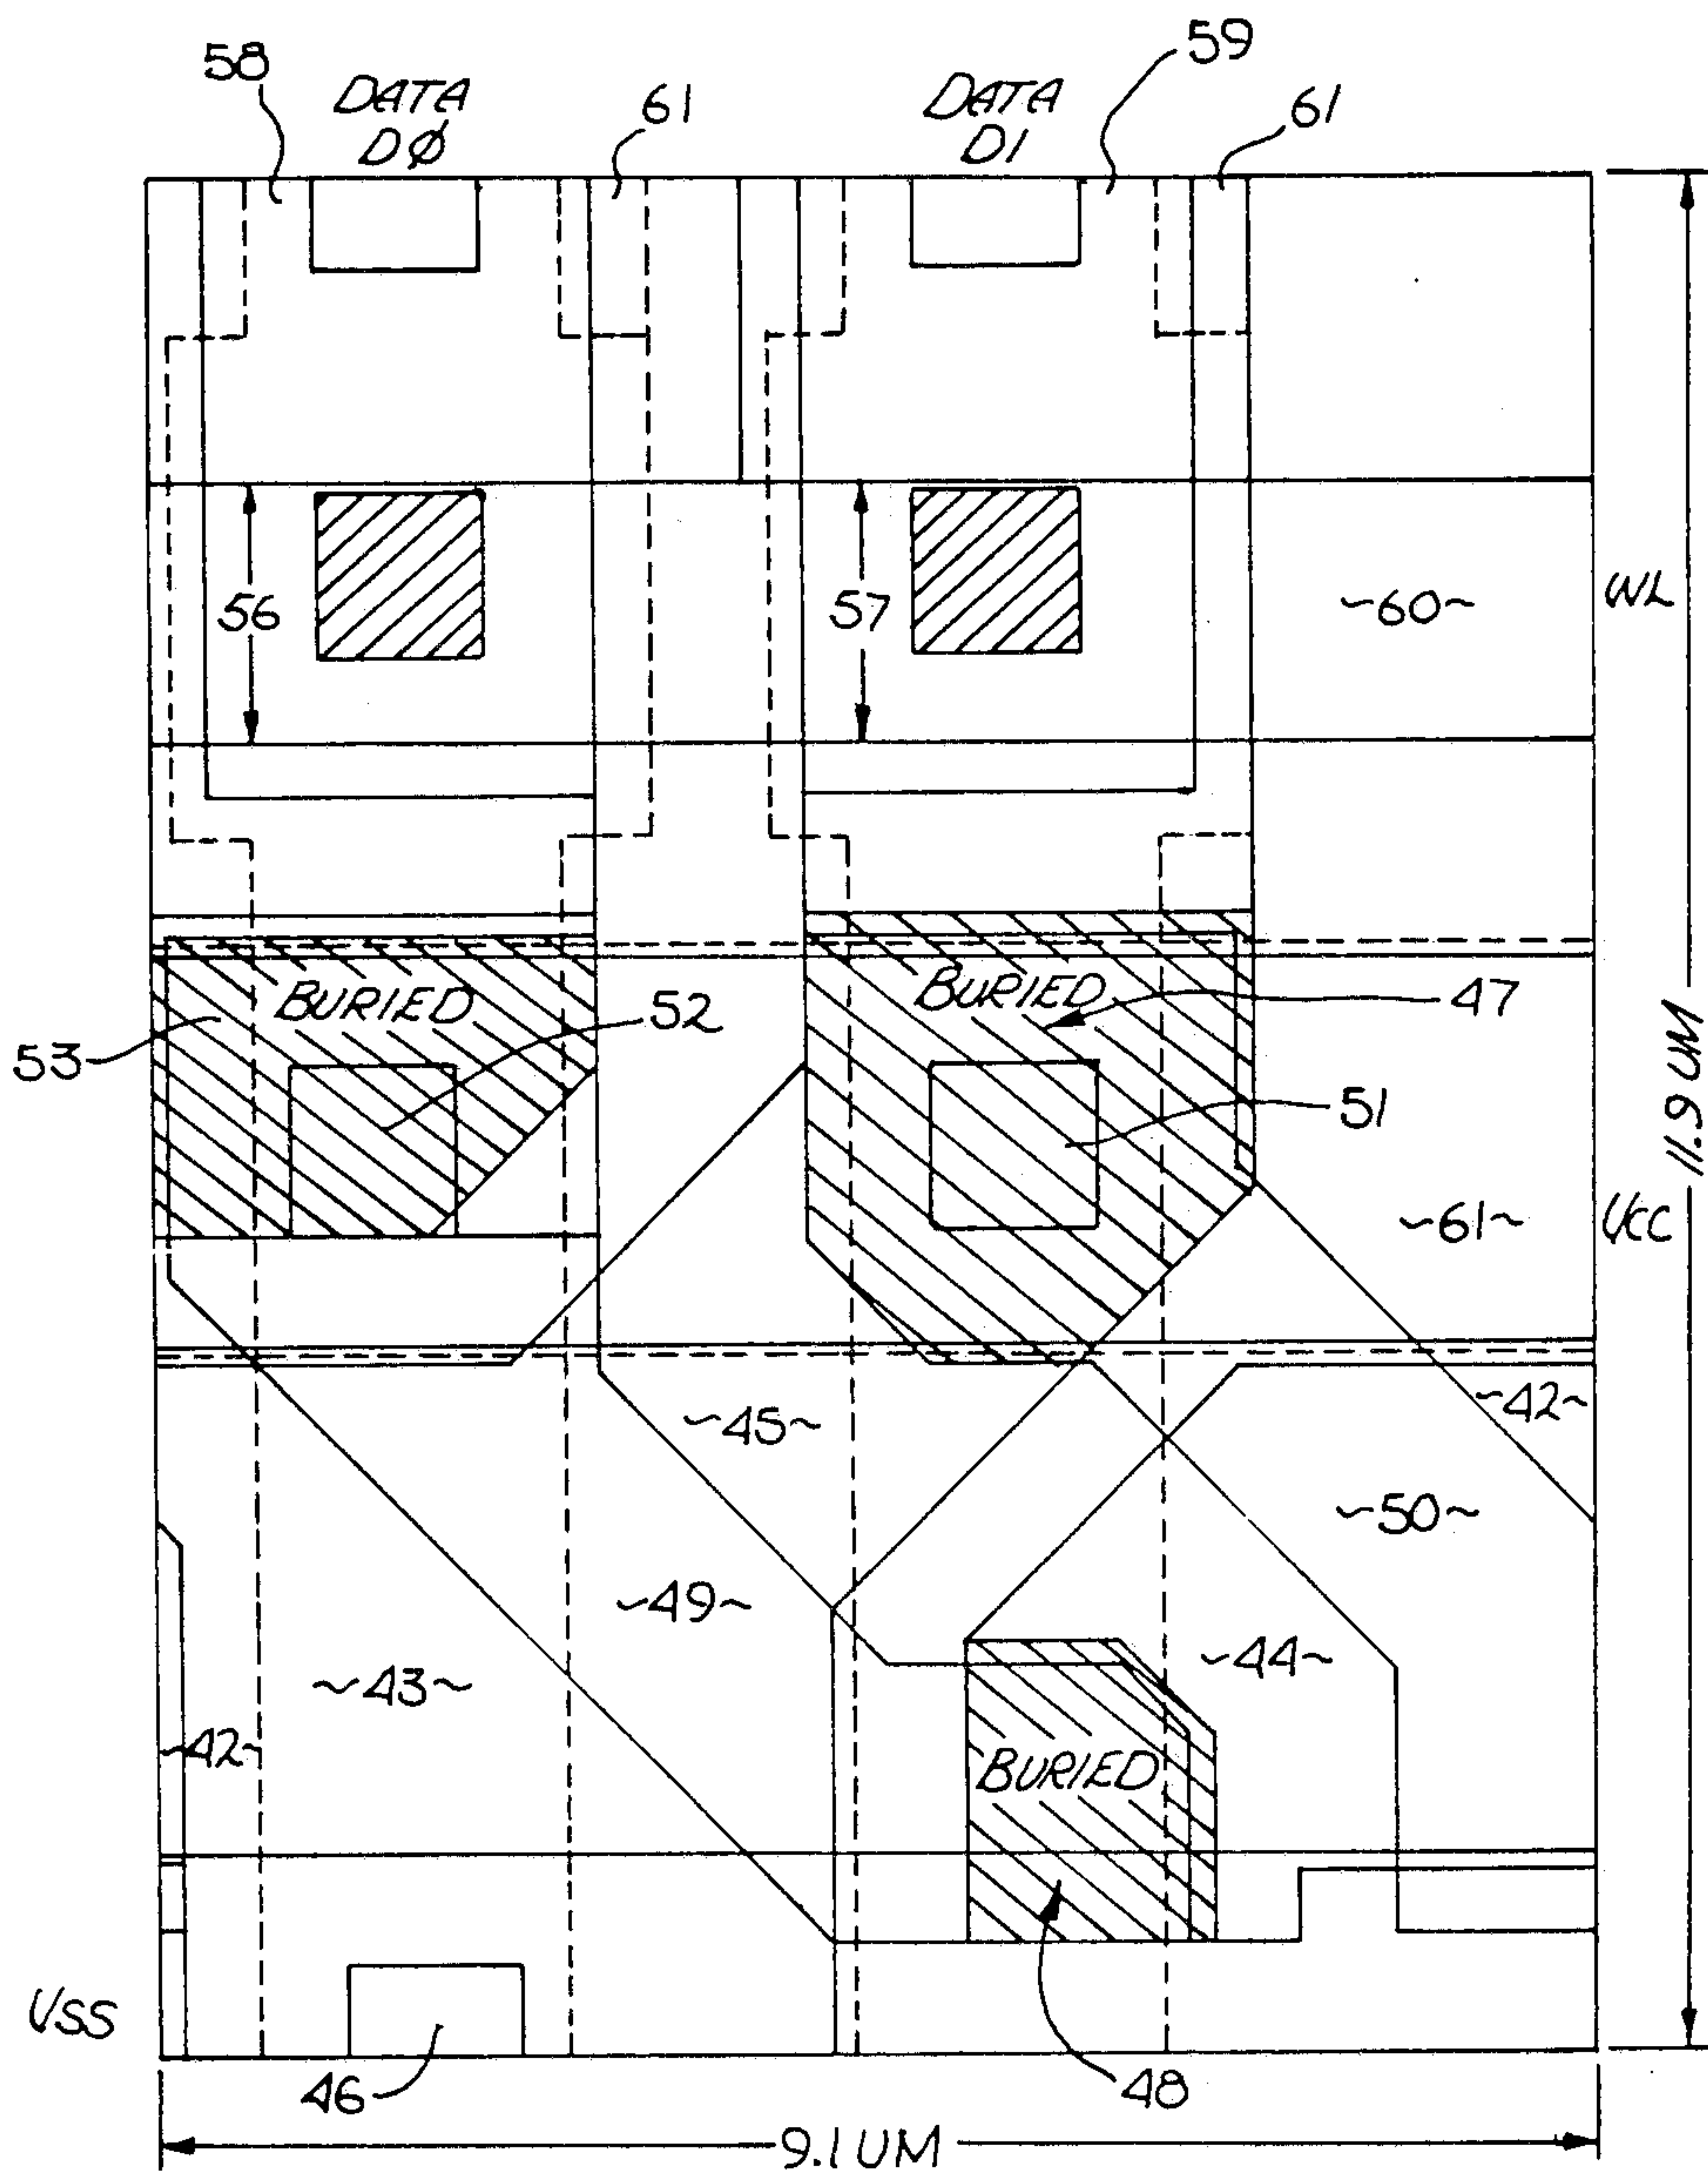 58
DATA
DØ
61
DATA
D1
59
61
56
57
~60~
WL
BURIED
BURIED
47
52
53
51
~61~
VCC
11.9 UM
~45~
~42~
~50~
~49~
~43~
~44~
~42~
BURIED
VSS
46
48
9.1 UM